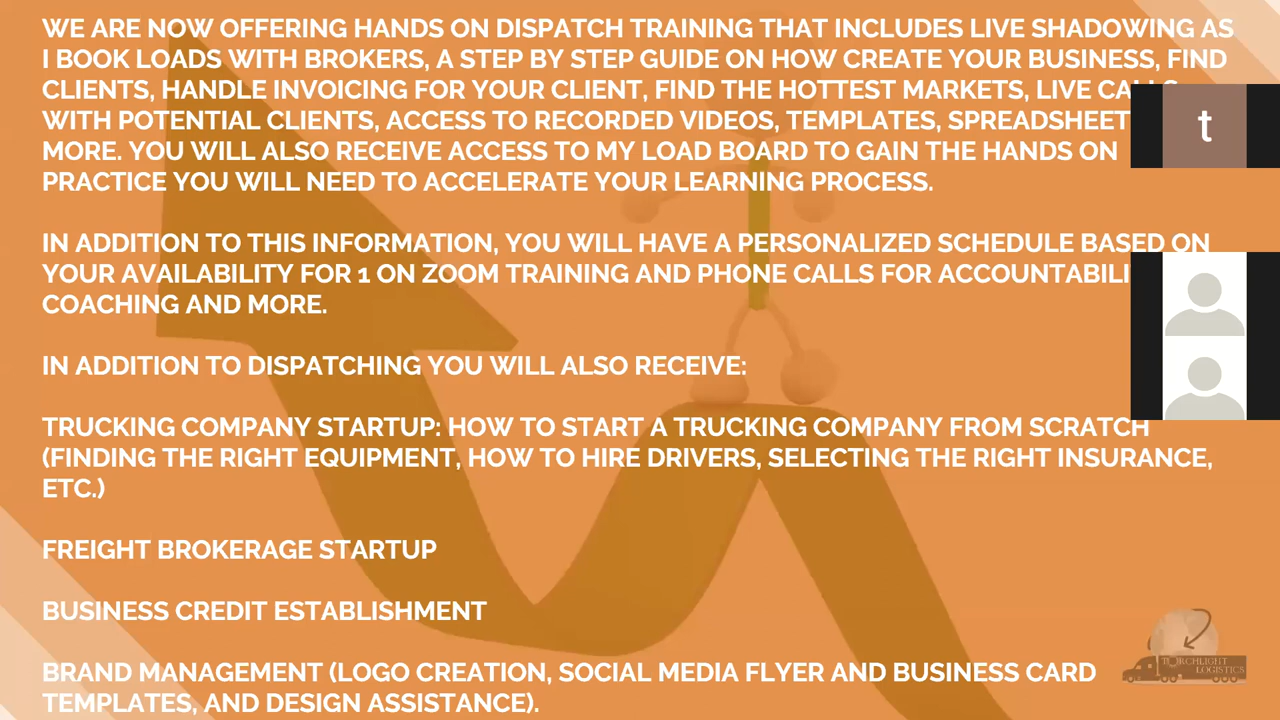 WE ARE NOW OFFERING HANDS ON DISPATCH TRAINING THAT INCLUDES LIVE SHADOWING AS
I BOOK LOADS WITH BROKERS, A STEP BY STEP GUIDE ON HOW CREATE YOUR BUSINESS, FIND
CLIENTS, HANDLE INVOICING FOR YOUR CLIENT, FIND THE HOTTEST MARKETS, LIVE
WITH POTENTIAL CLIENTS, ACCESS TO RECORDED VIDEOS, TEMPLATES, SPREADSHEET
t
MORE. YOU WILL ALSO RECEIVE ACCESS TO MY LOAD BOARD TO GAIN THE HANDS ON
PRACTICE YOU WILL NEED TO ACCELERATE YOUR LEARNING PROCESS.
IN ADDITION TO THIS INFORMATION, YOU WILL HAVE A PERSONALIZED SCHEDULE BASED ON
YOUR AVAILABILITY FOR 1 ON ZOOM TRAINING AND PHONE CALLS FOR
COACHING AND MORE.
IN ADDITION TO DISPATCHING YOU WILL ALSO RECEIVE:
TRUCKING COMPANY STARTUP: HOW TO START A TRUCKING COMPANY FROM SCRATCH
(FINDING THE RIGHT EQUIPMENT, HOW TO HIRE DRIVERS, SELECTING THE RIGHT INSURANCE,
ETC.)
FREIGHT BROKERAGE STARTUP
BUSINESS CREDIT ESTABLISHMENT
BRAND MANAGEMENT (LOGO CREATION, SOCIAL MEDIA FLYER AND BUSINESS CARD
TEMPLATES, AND DESIGN ASSISTANCE).
TORCHLIGHT
LOGISTICS